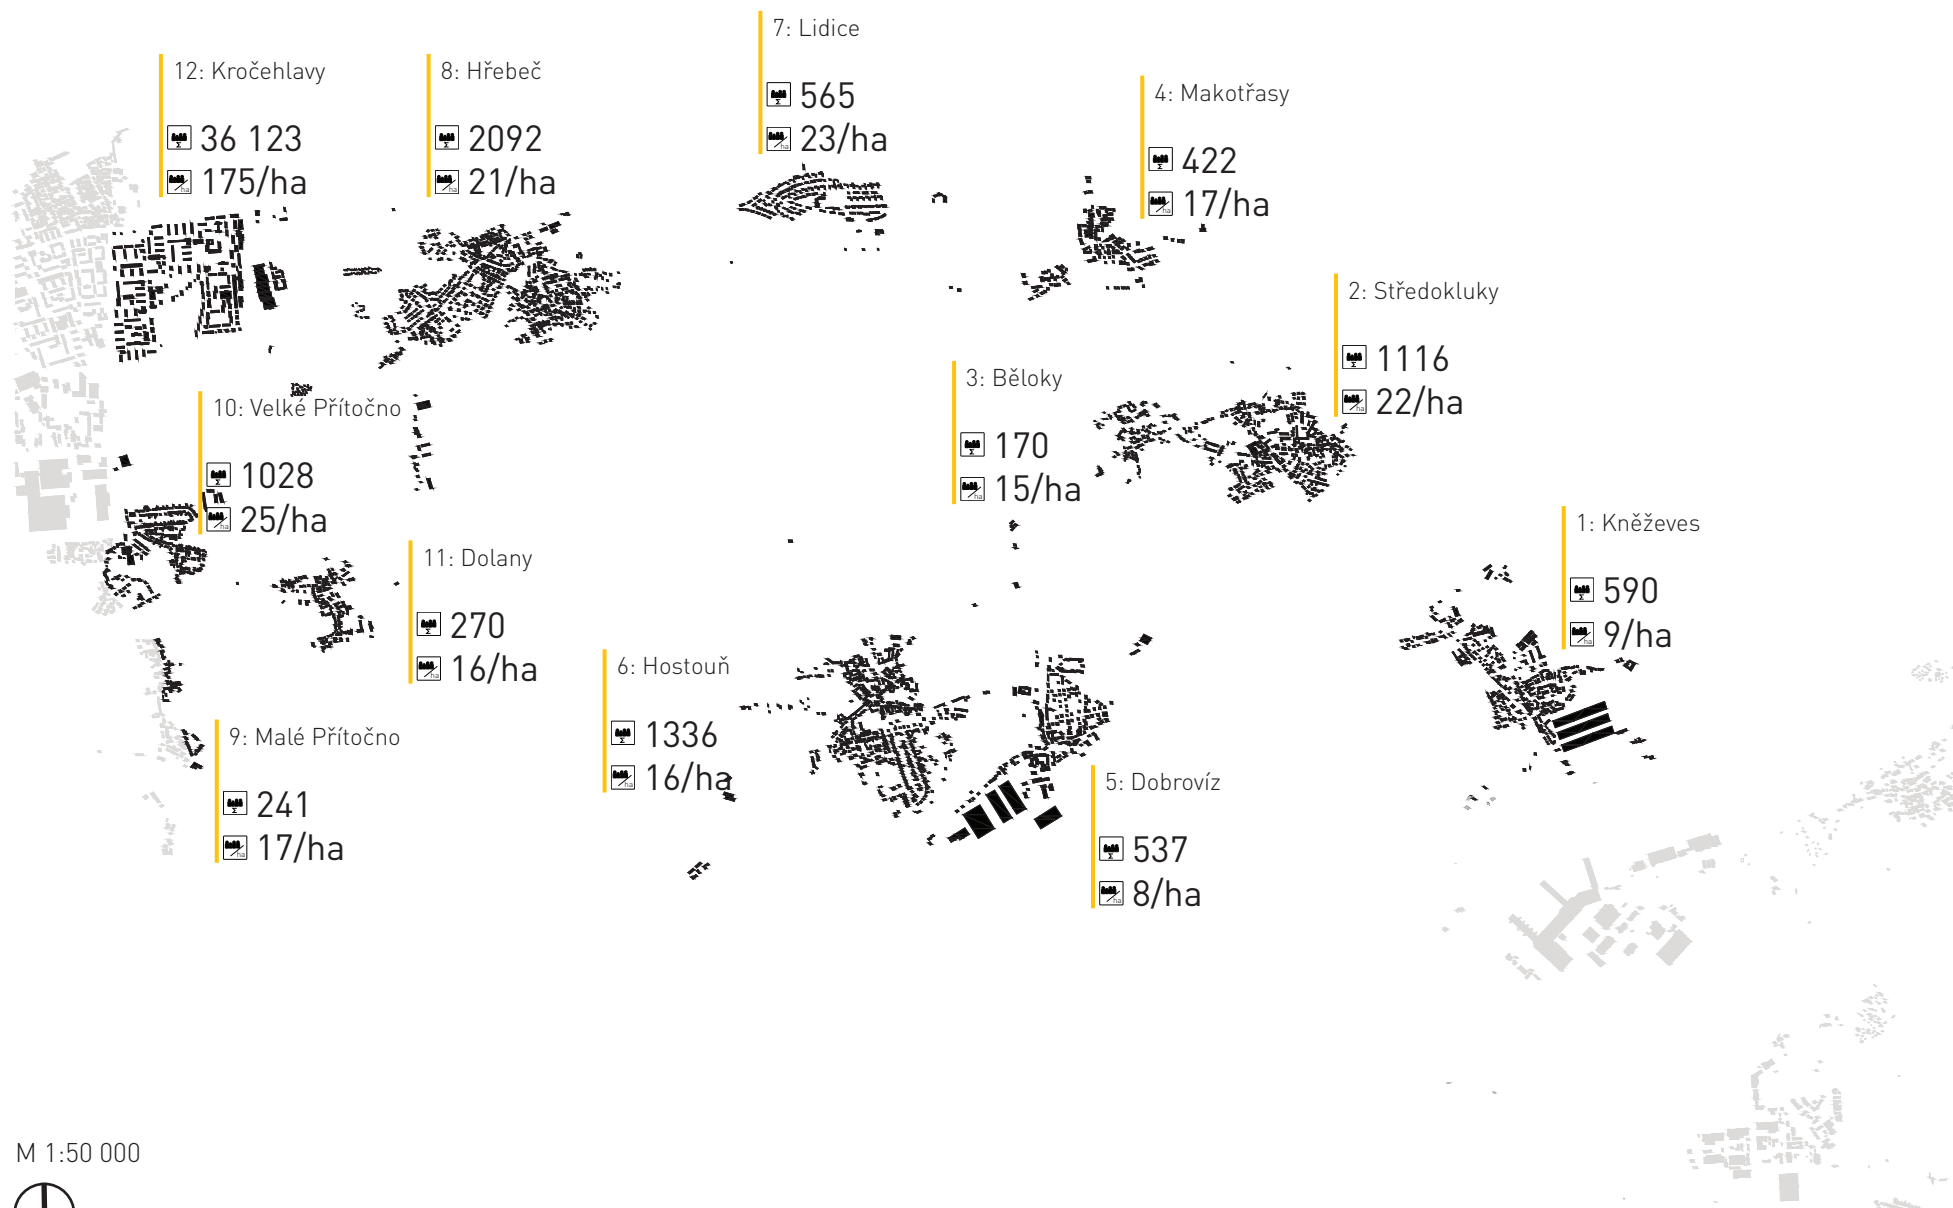 7: Lidice
565
23/ha
12: Kročehlavy
36 123
175/ha
8: Hřebeč
2092
21/ha
4: Makotřasy
422
17/ha
2: Středokluky
1116
22/ha
3: Běloky
170
15/ha
10: Velké Přítočno
1028
25/ha
1: Kněževes
590
9/ha
11: Dolany
270
16/ha
6: Hostouň
1336
16/ha
9: Malé Přítočno
241
17/ha
5: Dobrovíz
537
8/ha
M 1:50 000